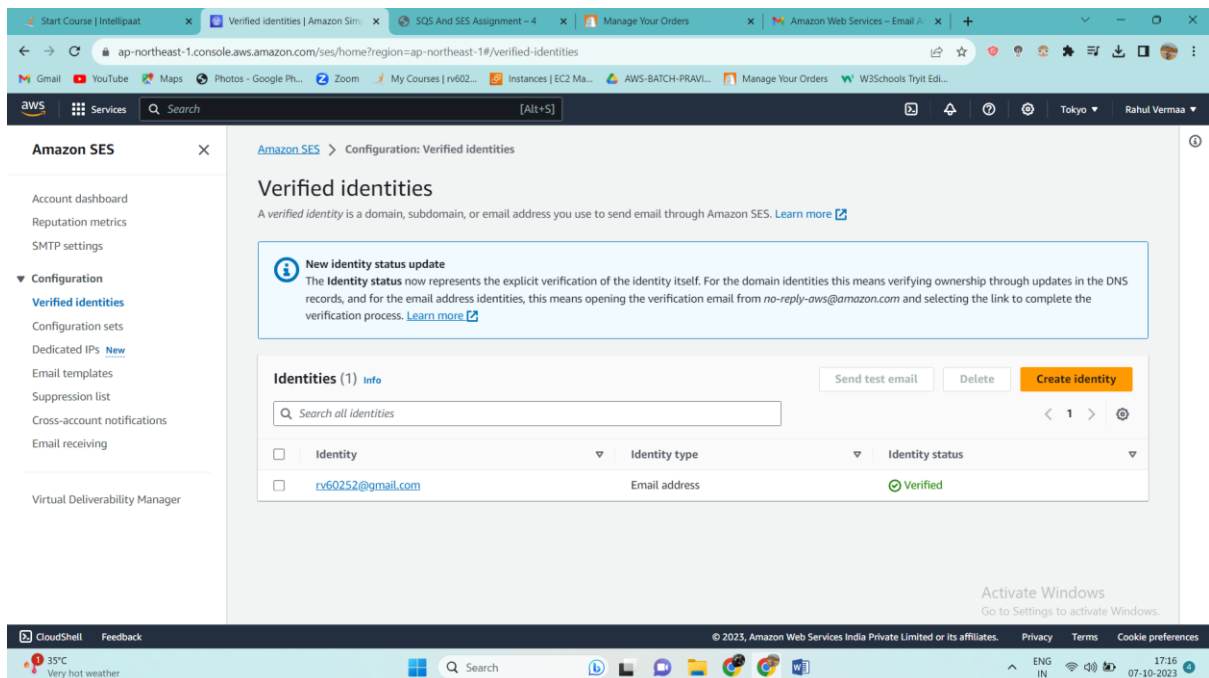 Start Course | Intellipaat
Verified identities | Amazon Sim
SQS And SES Assignment – 4
Manage Your Orders
Amazon Web Services – Email A
ap-northeast-1.console.aws.amazon.com/ses/home?region=ap-northeast-1#/verified-identities
Gmail YouTube Maps Photos - Google Ph... Zoom My Courses | rv602... Instances | EC2 Ma... AWS-BATCH-PRAVI... Manage Your Orders W3Schools Tryit Edi...
aws Services Search [Alt+S] Tokyo Rahul Vermaa
Amazon SES
Account dashboard
Reputation metrics
SMTP settings
Configuration
Verified identities
Configuration sets
Dedicated IPs New
Email templates
Suppression list
Cross-account notifications
Email receiving
Virtual Deliverability Manager
Amazon SES > Configuration: Verified identities
Verified identities
A verified identity is a domain, subdomain, or email address you use to send email through Amazon SES. Learn more
New identity status update
The Identity status now represents the explicit verification of the identity itself. For the domain identities this means verifying ownership through updates in the DNS
records, and for the email address identities, this means opening the verification email from no-reply-aws@amazon.com and selecting the link to complete the
verification process. Learn more
Identities (1) Info
Send test email Delete Create identity
Search all identities
1
Identity Identity type Identity status
rv60252@gmail.com Email address Verified
Activate Windows
Go to Settings to activate Windows.
CloudShell Feedback © 2023, Amazon Web Services India Private Limited or its affiliates. Privacy Terms Cookie preferences
1
35°C
Very hot weather
Search
ENG
IN
17:16
07-10-2023
4